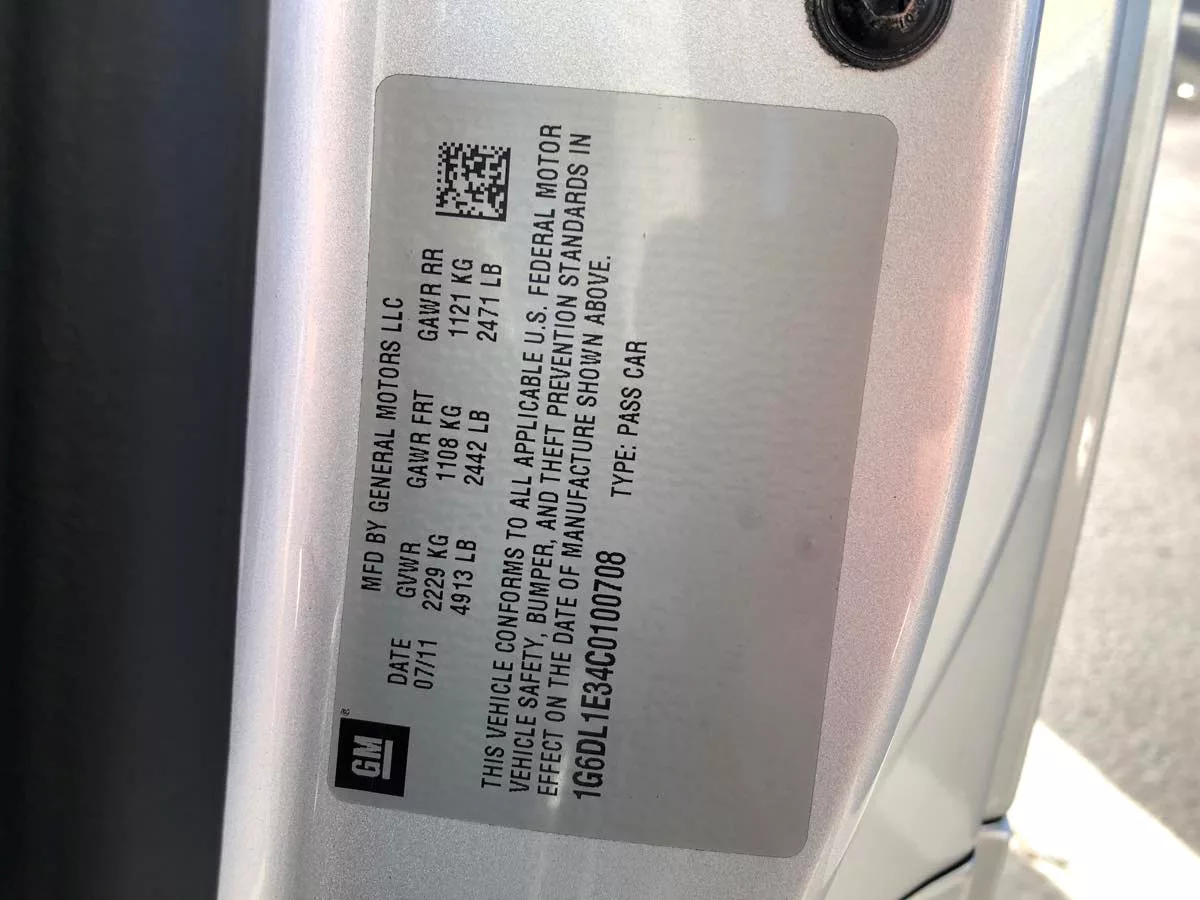 GM
MFD BY GENERAL MOTORS LLC
DATE GVWR GAWR FRT GAWR RR
07/11 2229 KG 1108 KG 1121 KG
4913 LB 2442 LB 2471 LB
THIS VEHICLE CONFORMS TO ALL APPLICABLE U.S. FEDERAL MOTOR
VEHICLE SAFETY, BUMPER, AND THEFT PREVENTION STANDARDS IN
EFFECT ON THE DATE OF MANUFACTURE SHOWN ABOVE.
1G6DL1E34C0100708 TYPE: PASS CAR